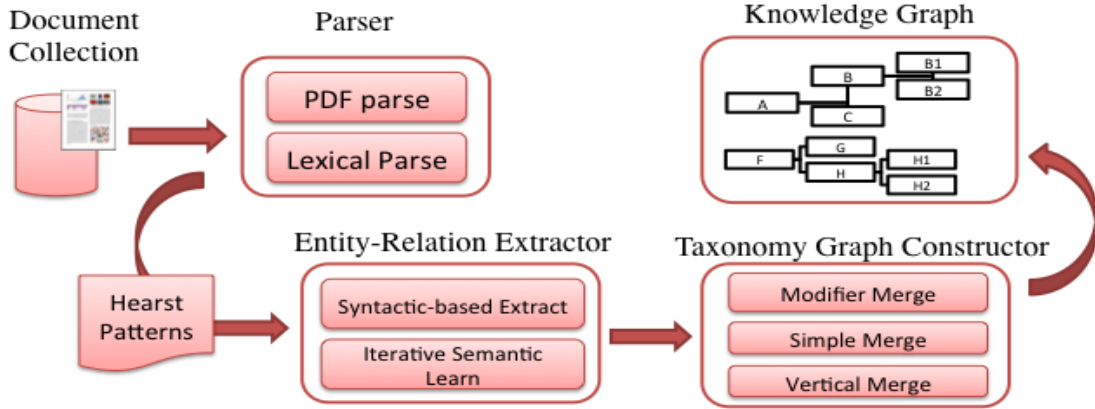 Document
Collection
Parser
PDF parse
Lexical Parse
Knowledge Graph
A
B
C
B1
B2
F
G
H
H1
H2
Hearst
Patterns
Entity-Relation Extractor
Syntactic-based Extract
Iterative Semantic
Learn
Taxonomy Graph Constructor
Modifier Merge
Simple Merge
Vertical Merge